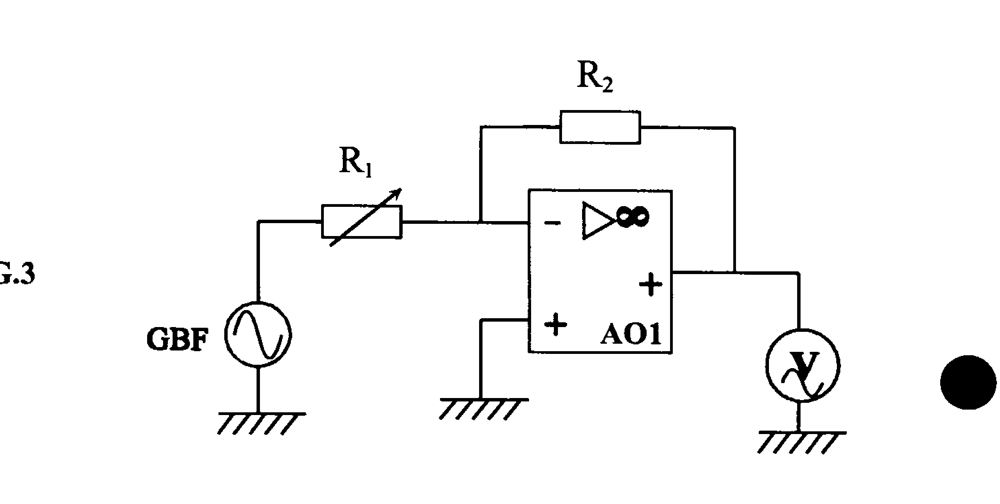 R₂
R₁
- ▷∞
G.3
+
GBF
+ AO1
V